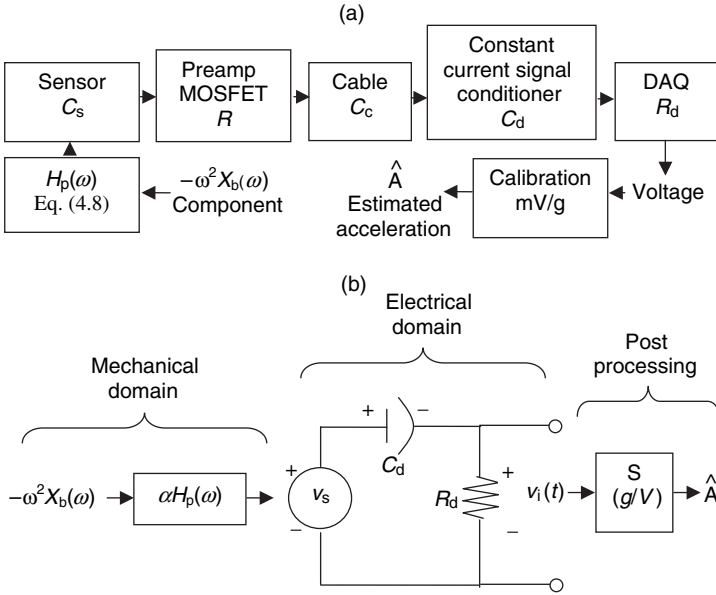 (a)
Sensor
Cs
Preamp
MOSFET
R
Cable
Cc
Constant
current signal
conditioner
Cd
DAQ
Rd
Hp(ω)
Eq. (4.8)
−ω²Xb(ω)
Component
Â
Estimated
acceleration
Calibration
mV/g
Voltage
(b)
Electrical
domain
Mechanical
domain
Post
processing
−ω²Xb(ω)
αHp(ω)
+
−
vs
+
−
Cd
Rd
+
−
vi(t)
S
(g/V)
Â